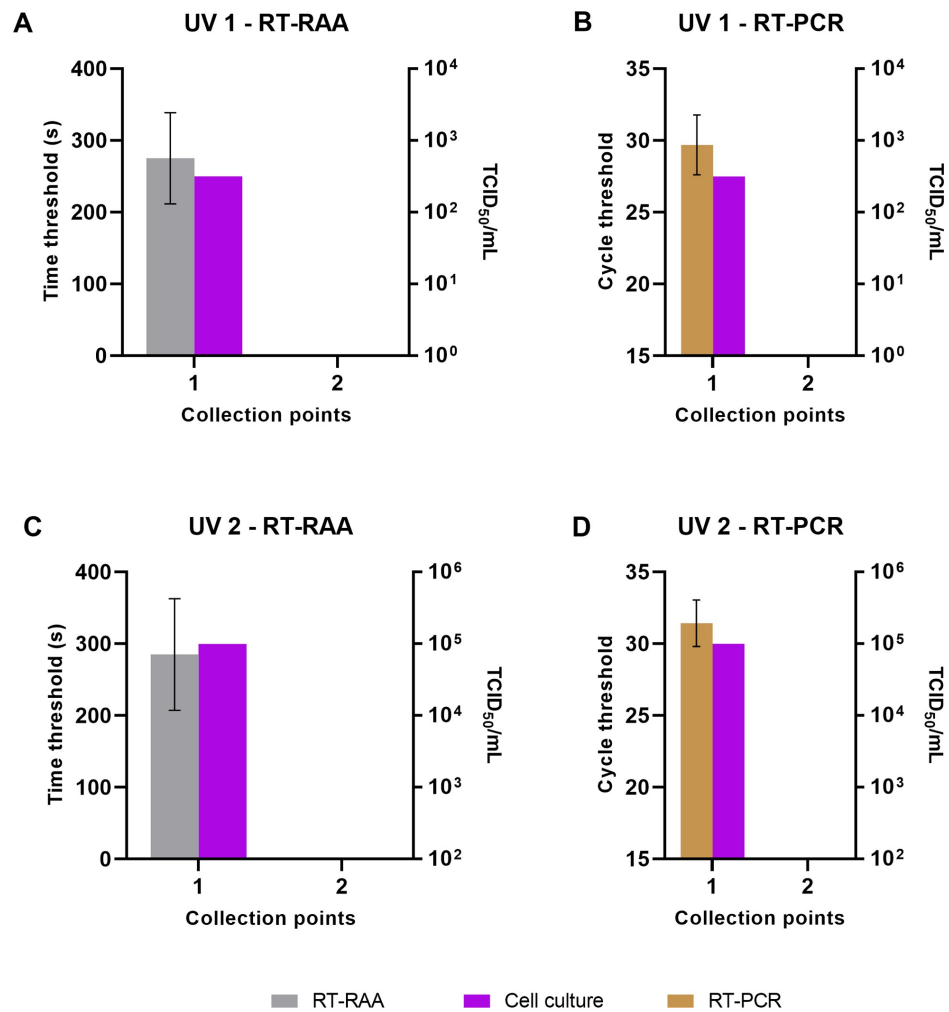 A
UV 1 - RT-RAA
400
300
200
100
0
Time threshold (s)
10⁴
10³
10²
10¹
10⁰
TCID₅₀/mL
1 2
Collection points
B
UV 1 - RT-PCR
35
30
25
20
15
Cycle threshold
10⁴
10³
10²
10¹
10⁰
TCID₅₀/mL
1 2
Collection points
C
UV 2 - RT-RAA
400
300
200
100
0
Time threshold (s)
10⁶
10⁵
10⁴
10³
10²
TCID₅₀/mL
1 2
Collection points
D
UV 2 - RT-PCR
35
30
25
20
15
Cycle threshold
10⁶
10⁵
10⁴
10³
10²
TCID₅₀/mL
1 2
Collection points
RT-RAA Cell culture RT-PCR